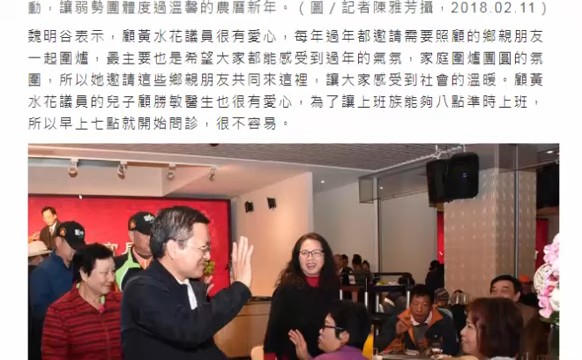 動，讓弱勢團體度過溫馨的農曆新年。（圖／記者陳雅芳攝，2018.02.11）
魏明谷表示，顧黃水花議員很有愛心，每年過年都邀請需要照顧的鄉親朋友
一起圍爐，最主要也是希望大家都能感受到過年的氣氛，家庭圍爐團圓的氛
圍，所以她邀請這些鄉親朋友共同來這裡，讓大家感受到社會的溫暖。顧黃
水花議員的兒子顧勝敏醫生也很有愛心，為了讓上班族能夠八點準時上班，
所以早上七點就開始問診，很不容易。